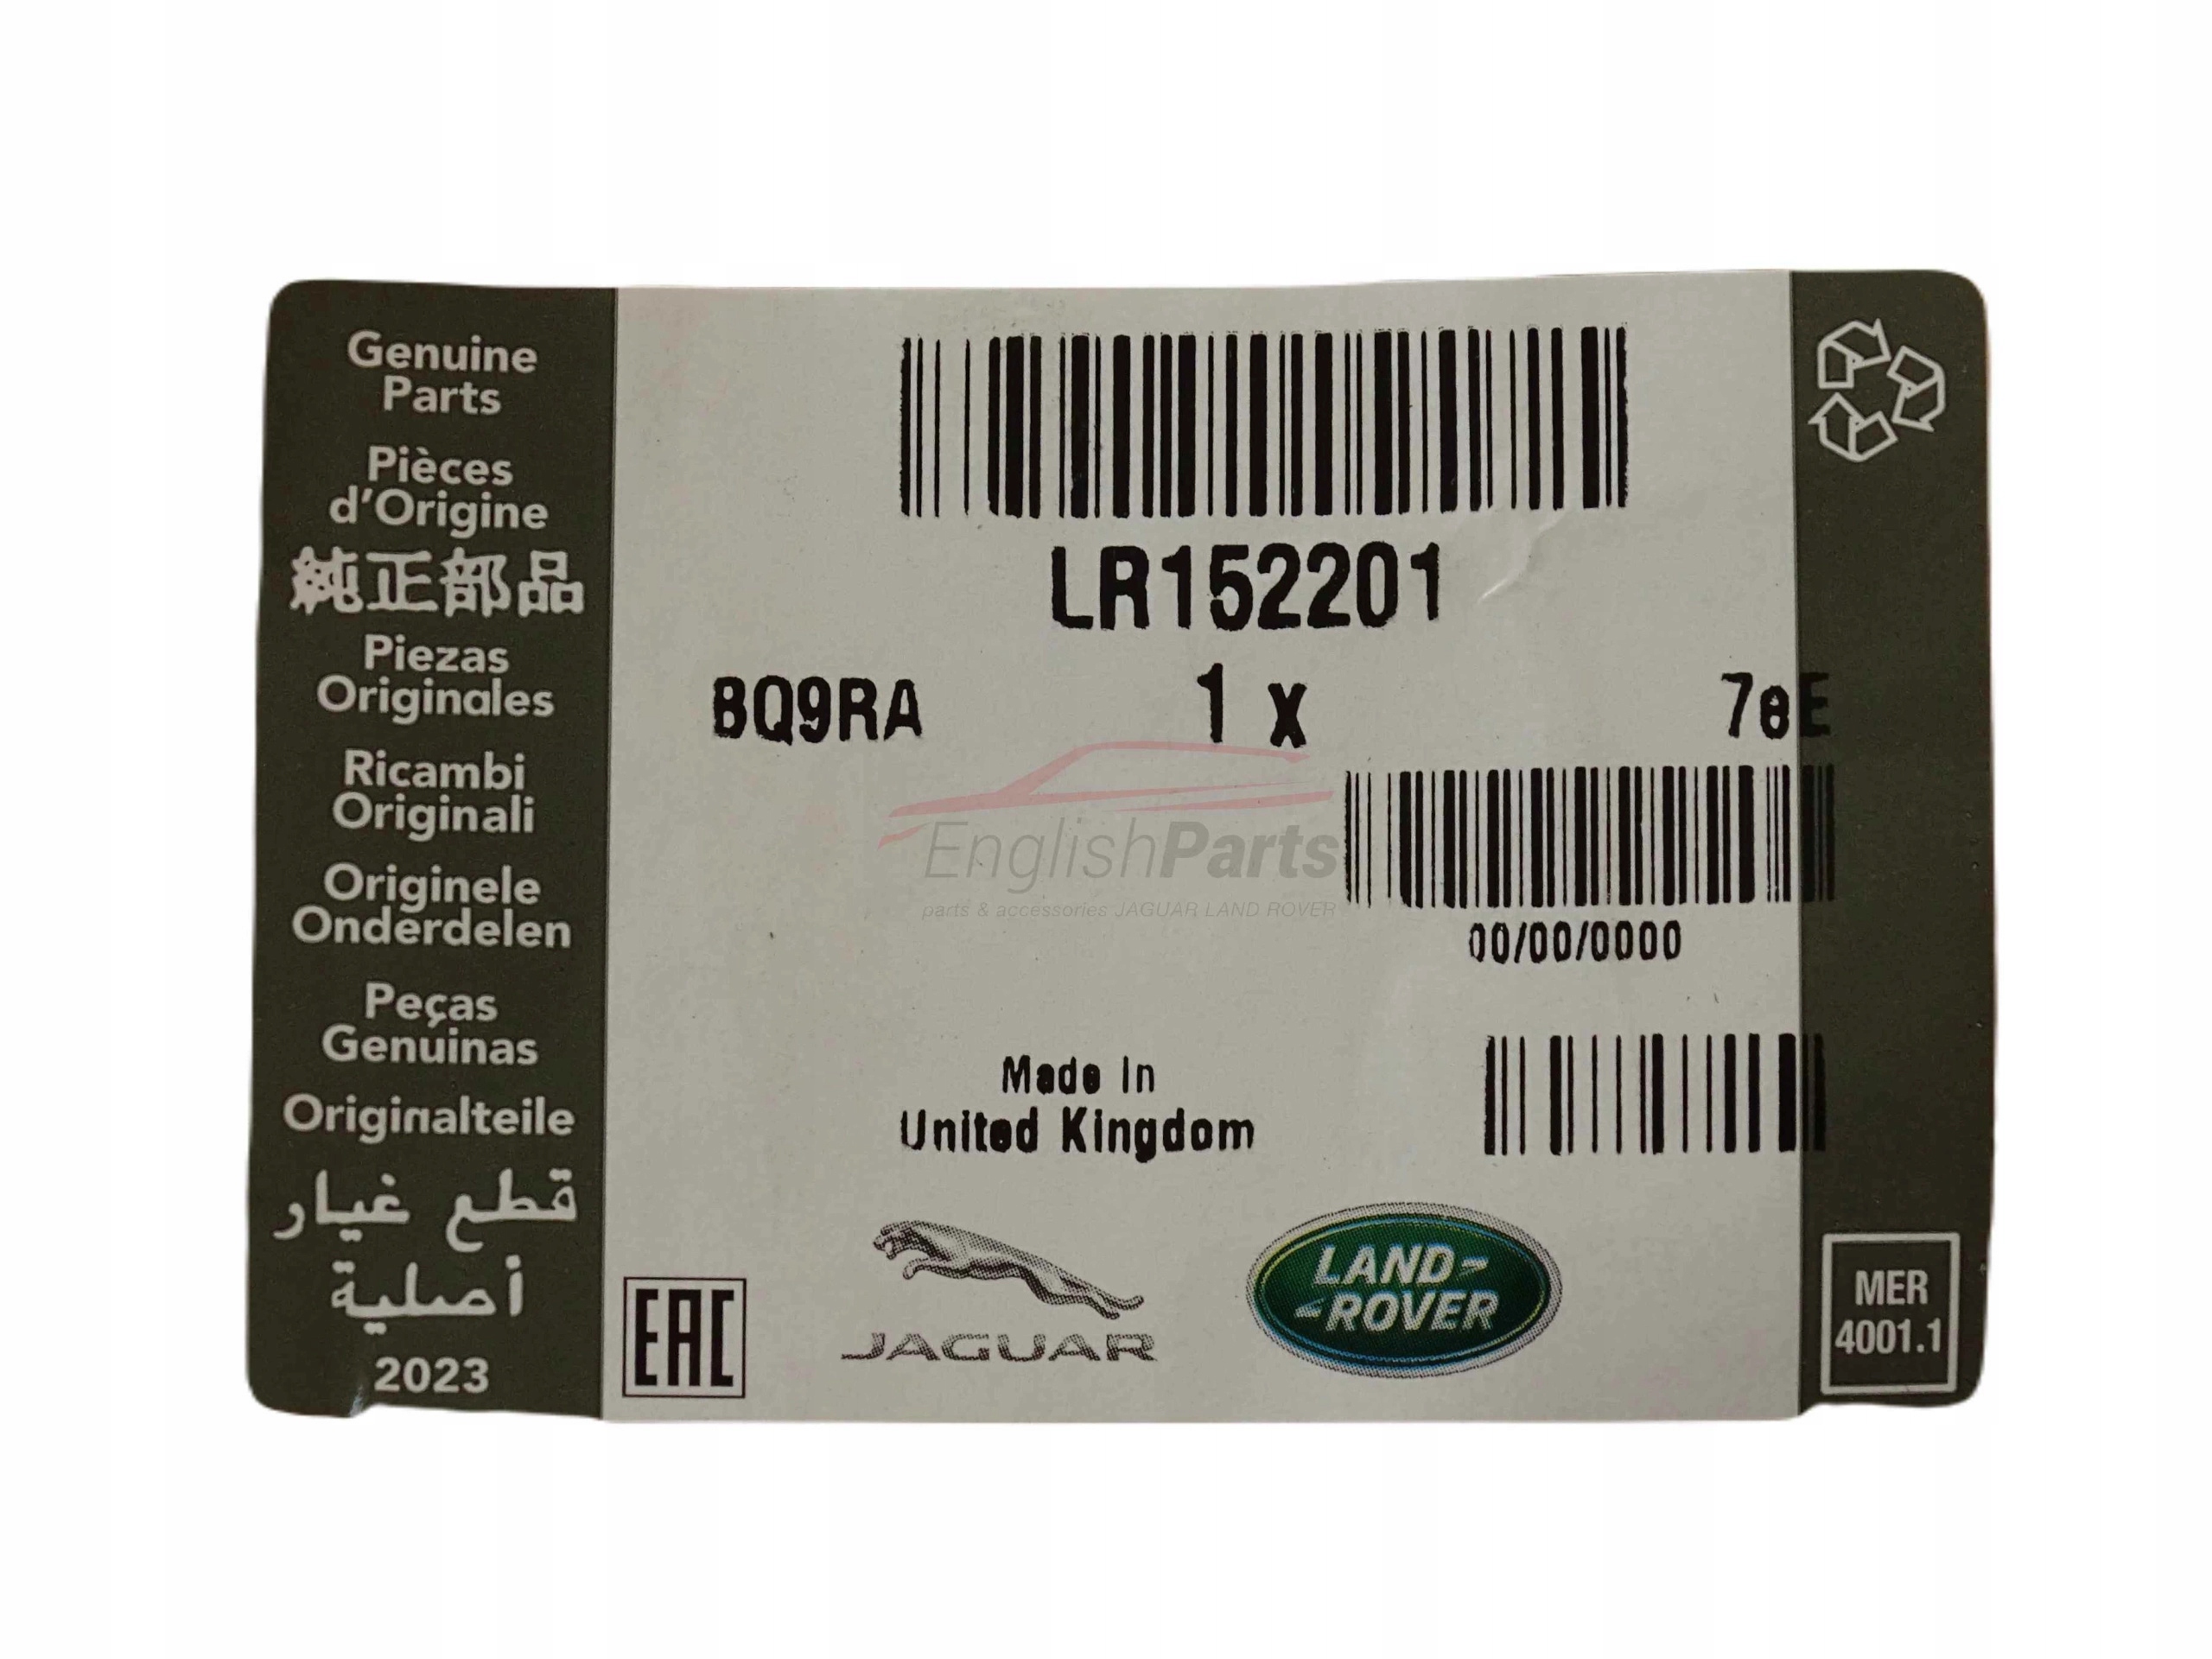 Genuine
Parts
Pièces
d'Origine
純正部品
Piezas
Originales
Ricambi
Originali
Originele
Onderdelen
Peças
Genuinas
Originalteile
قطع غيار
أصلية
2023
LR152201
BQ9RA 1 x 7eE
EnglishParts
parts & accessories JAGUAR LAND ROVER
00/00/0000
Made in
United Kingdom
EAC
JAGUAR
LAND-
-ROVER
MER
4001.1